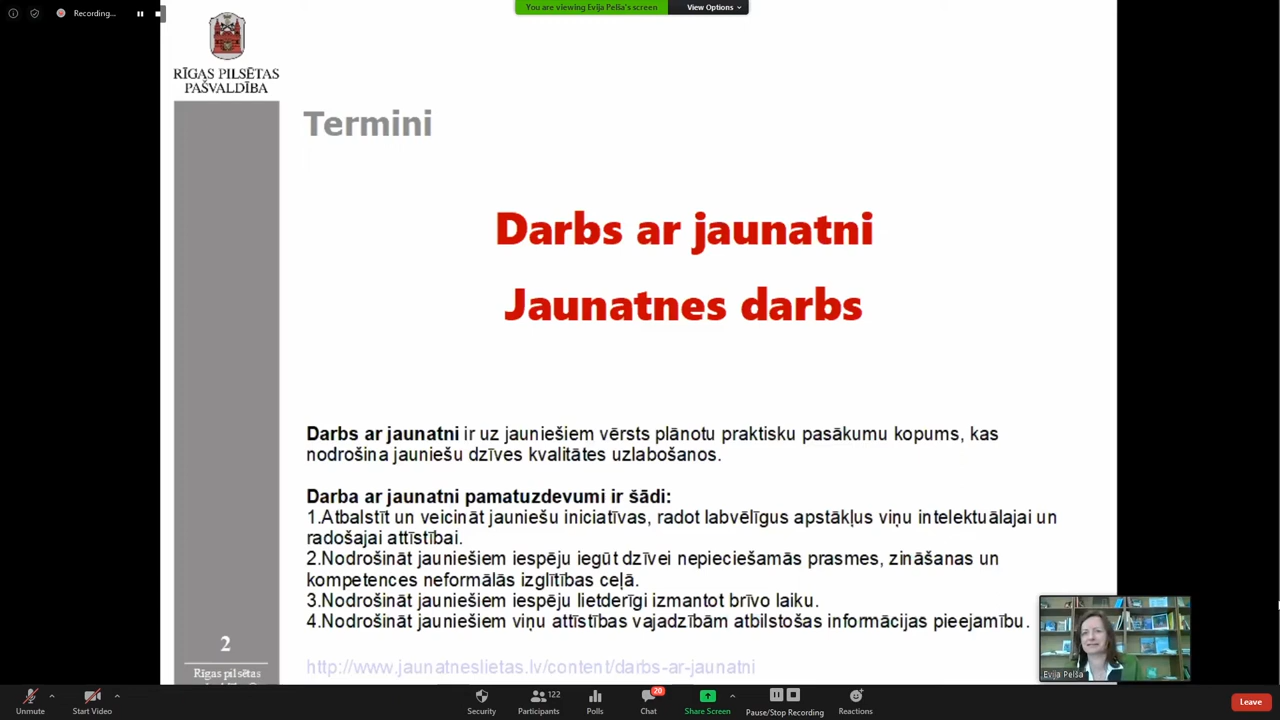 Recording...
You are viewing Evija Pelša's screen
View Options
RĪGAS PILSĒTAS
PAŠVALDĪBA
Termini
Darbs ar jaunatni
Jaunatnes darbs
Darbs ar jaunatni ir uz jauniešiem vērsts plānotu praktisku pasākumu kopums, kas
nodrošina jauniešu dzīves kvalitātes uzlabošanos.
Darba ar jaunatni pamatuzdevumi ir šādi:
1.Atbalstīt un veicināt jauniešu iniciatīvas, radot labvēlīgus apstākļus viņu intelektuālajai un
radošajai attīstībai.
2.Nodrošināt jauniešiem iespēju iegūt dzīvei nepieciešamās prasmes, zināšanas un
kompetences neformālās izglītības ceļā.
3.Nodrošināt jauniešiem iespēju lietderīgi izmantot brīvo laiku.
4.Nodrošināt jauniešiem viņu attīstības vajadzībām atbilstošas informācijas pieejamību.
http://www.jaunatneslietas.lv/content/darbs-ar-jaunatni
2
Rīgas pilsētas
Evija Pelša
Unmute
Start Video
Security
Participants
122
Polls
Chat
20
Share Screen
Pause/Stop Recording
Reactions
Leave